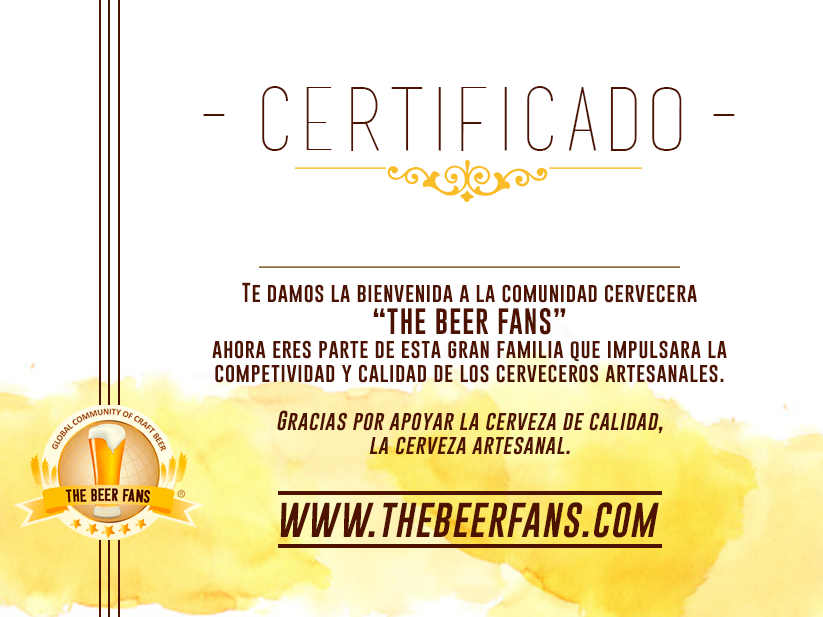 - CERTIFICADO -
TE DAMOS LA BIENVENIDA A LA COMUNIDAD CERVECERA
“THE BEER FANS”
AHORA ERES PARTE DE ESTA GRAN FAMILIA QUE IMPULSARA LA
COMPETIVIDAD Y CALIDAD DE LOS CERVECEROS ARTESANALES.
GRACIAS POR APOYAR LA CERVEZA DE CALIDAD,
LA CERVEZA ARTESANAL.
WWW.THEBEERFANS.COM
GLOBAL COMMUNITY OF CRAFT BEER
THE BEER FANS ®